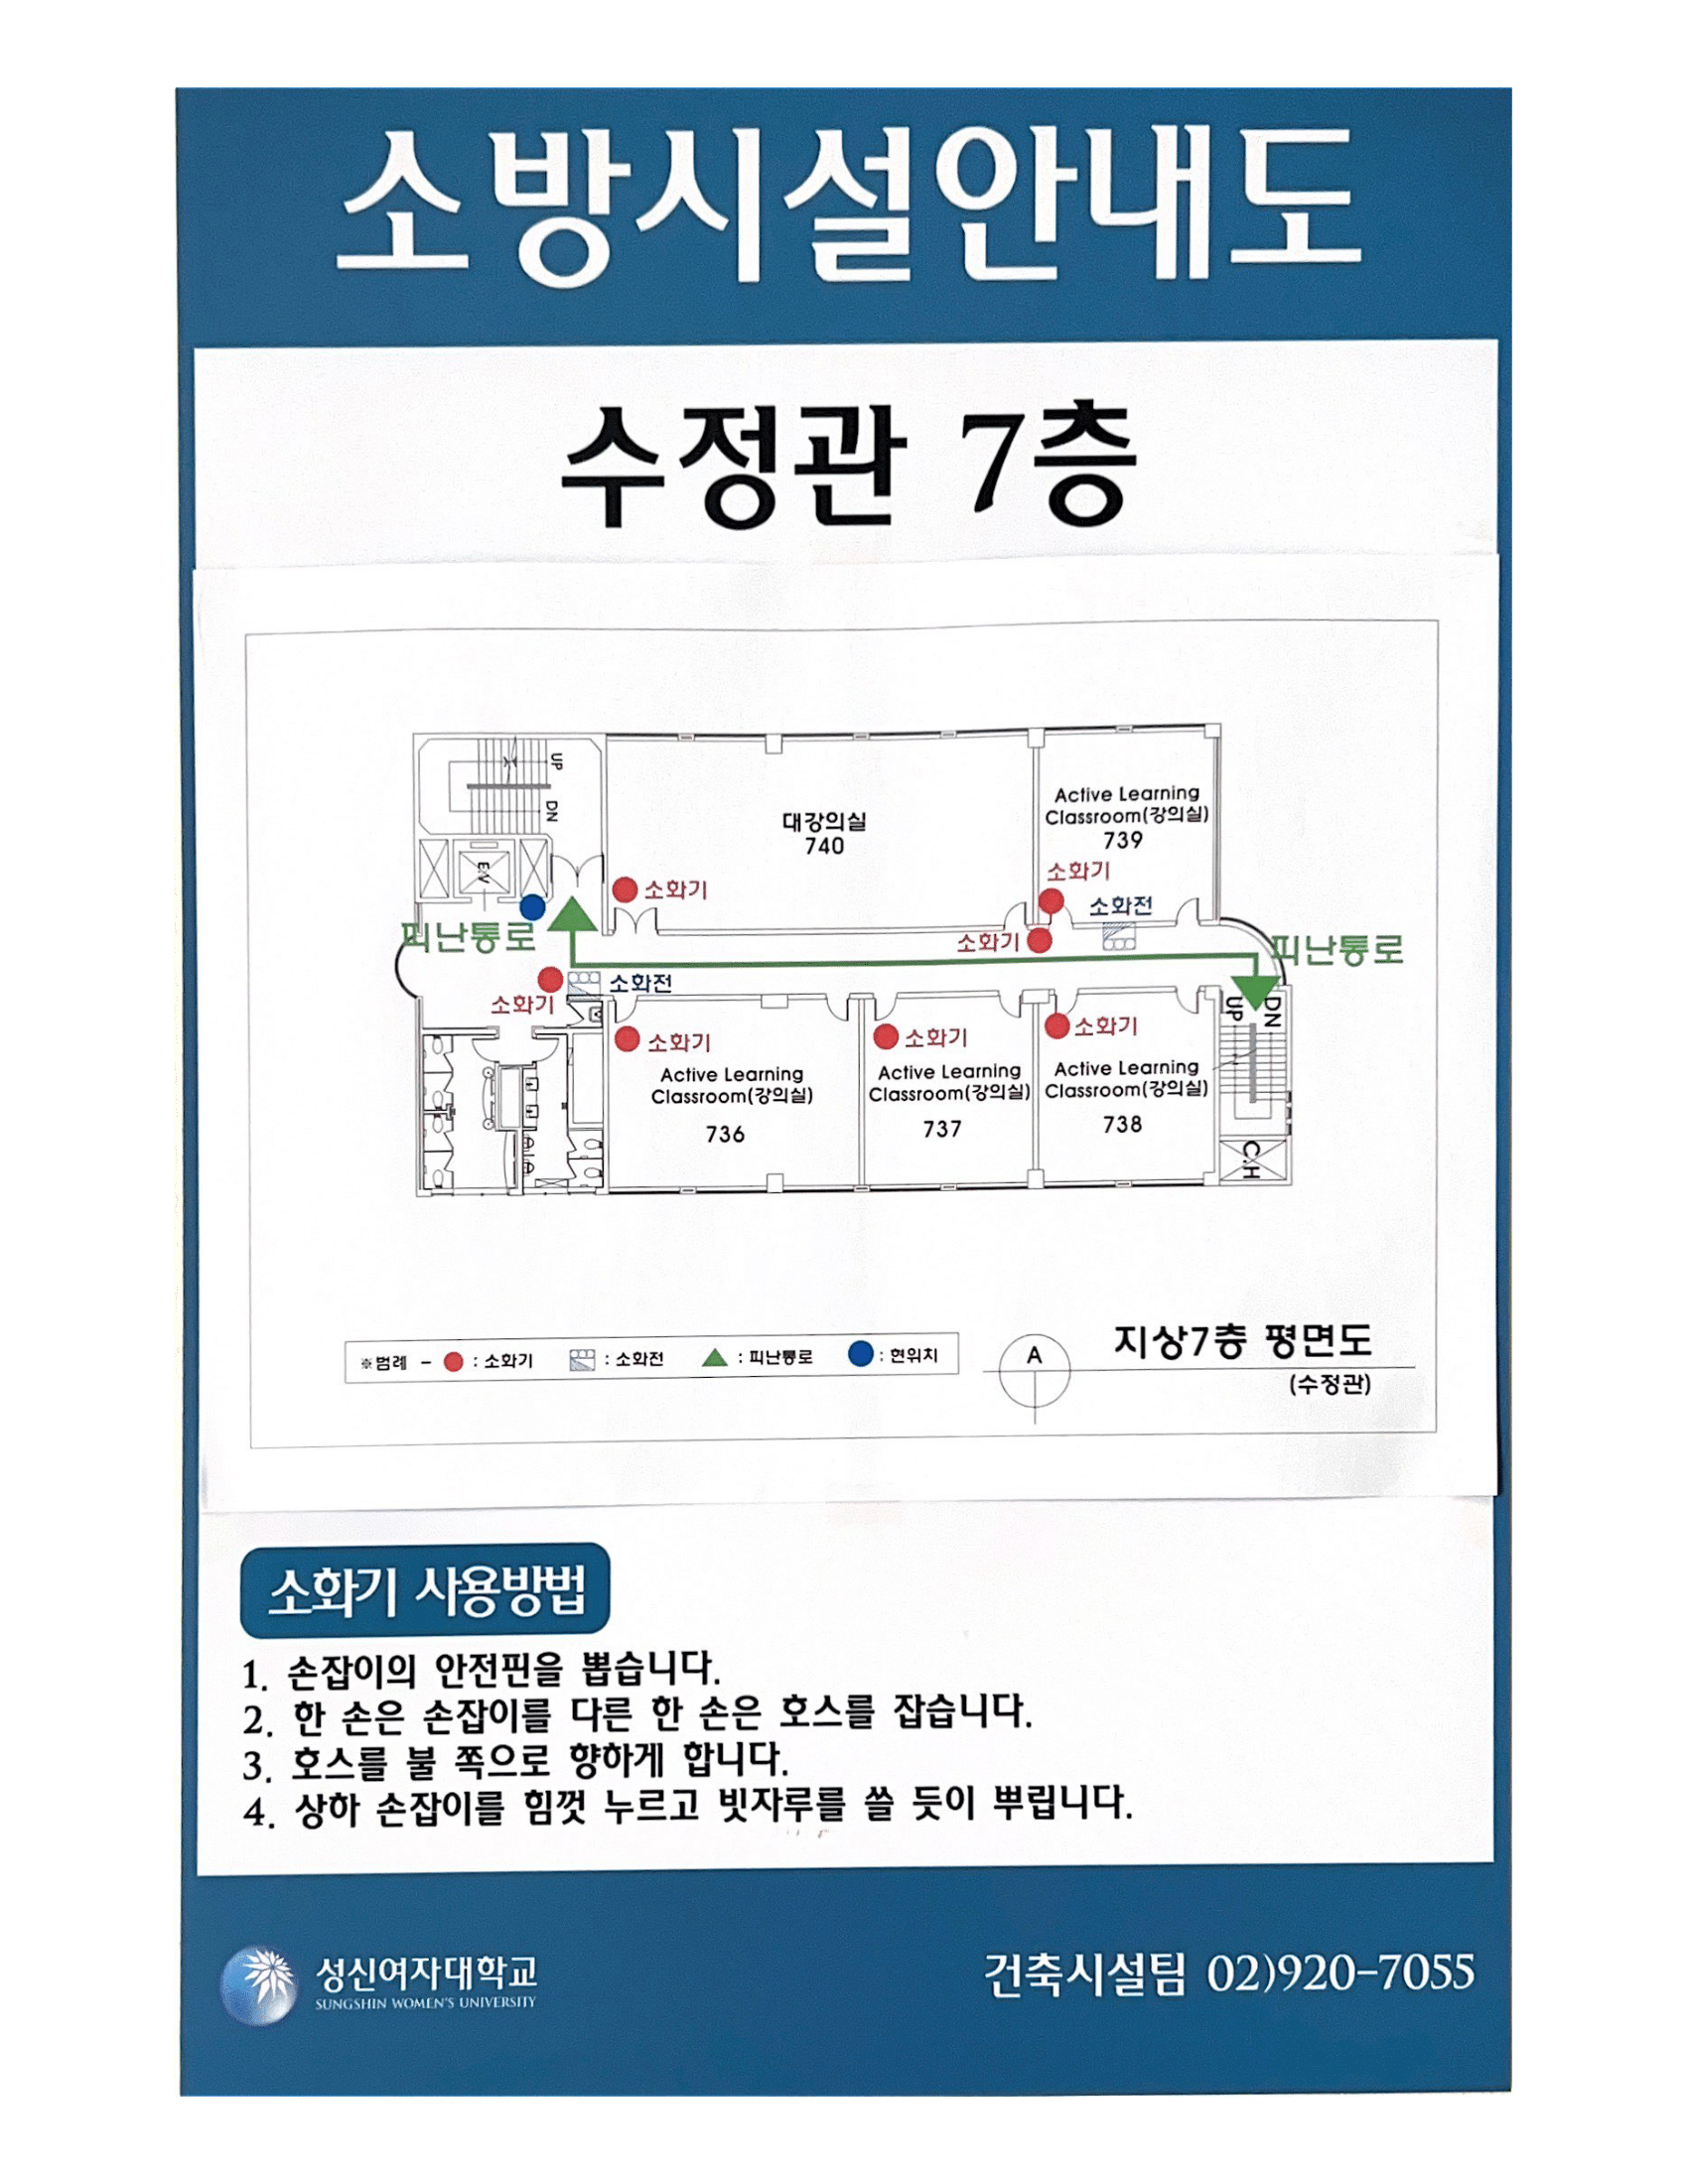 소방시설안내도
수정관 7층
UP
DN
E.V
대강의실
740
Active Learning
Classroom(강의실)
739
소화기
소화기
소화전
피난통로
소화기
피난통로
소화기
소화전
UP
DN
소화기
Active Learning
Classroom(강의실)
736
소화기
Active Learning
Classroom(강의실)
737
소화기
Active Learning
Classroom(강의실)
738
C.H
※범례 - : 소화기 : 소화전 : 피난통로 : 현위치
A
지상7층 평면도
(수정관)
소화기 사용방법
1. 손잡이의 안전핀을 뽑습니다.
2. 한 손은 손잡이를 다른 한 손은 호스를 잡습니다.
3. 호스를 불 쪽으로 향하게 합니다.
4. 상하 손잡이를 힘껏 누르고 빗자루를 쓸 듯이 뿌립니다.
성신여자대학교
SUNGSHIN WOMEN'S UNIVERSITY
건축시설팀 02)920-7055